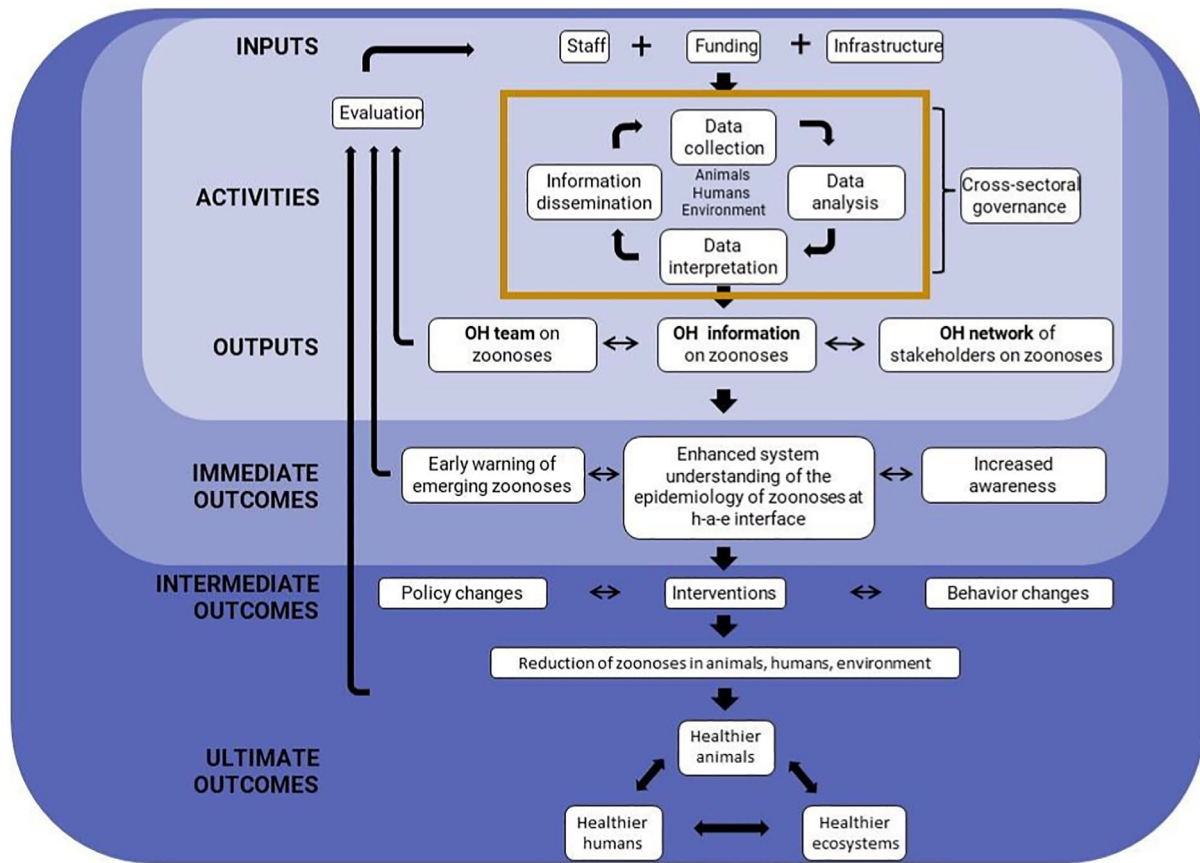 INPUTS
Staff + Funding + Infrastructure
Evaluation
ACTIVITIES
Data
collection
Animals
Humans
Environment
Information
dissemination
Data
analysis
Data
interpretation
Cross-sectoral
governance
OUTPUTS
OH team on
zoonoses
OH information
on zoonoses
OH network of
stakeholders on zoonoses
IMMEDIATE
OUTCOMES
Early warning of
emerging zoonoses
Enhanced system
understanding of the
epidemiology of zoonoses at
h-a-e interface
Increased
awareness
INTERMEDIATE
OUTCOMES
Policy changes
Interventions
Behavior changes
Reduction of zoonoses in animals, humans, environment
ULTIMATE
OUTCOMES
Healthier
animals
Healthier
humans
Healthier
ecosystems